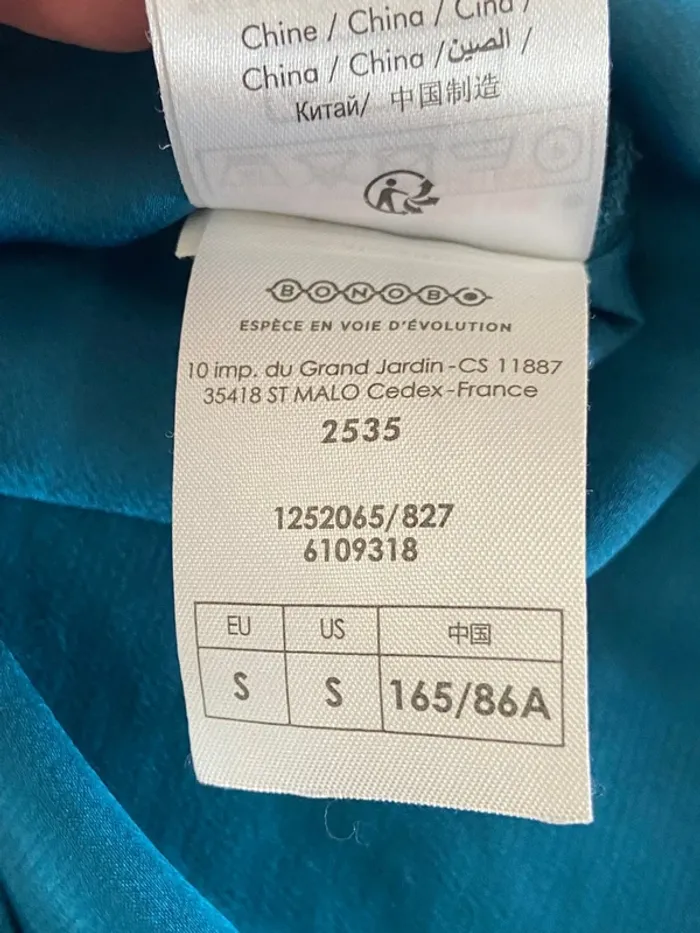 Chine / China / Cina /
China / China / الصين /
Китай/ 中国制造
BONOBO
ESPÈCE EN VOIE D'ÉVOLUTION
10 imp. du Grand Jardin-CS 11887
35418 ST MALO Cedex-France
2535
1252065/827
6109318
EU US 中国
S S 165/86A